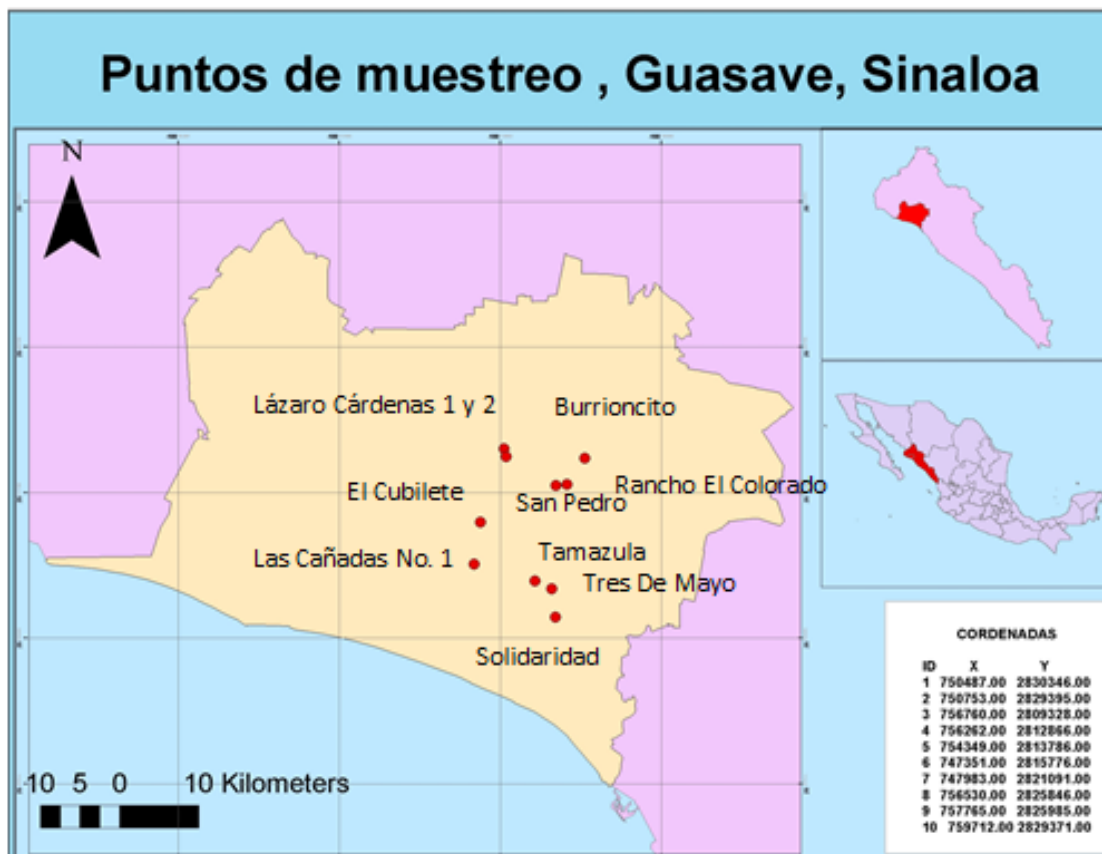 Puntos de muestreo , Guasave, Sinaloa
N
Lázaro Cárdenas 1 y 2
Burrioncito
El Cubilete
San Pedro
Rancho El Colorado
Las Cañadas No. 1
Tamazula
Tres De Mayo
Solidaridad
10 5 0 10 Kilometers
CORDENADAS
ID X Y
1 750487.00 2830346.00
2 750753.00 2829395.00
3 756760.00 2809328.00
4 756262.00 2812866.00
5 754349.00 2813786.00
6 747351.00 2815776.00
7 747983.00 2821091.00
8 756530.00 2825846.00
9 757765.00 2825985.00
10 759712.00 2829371.00